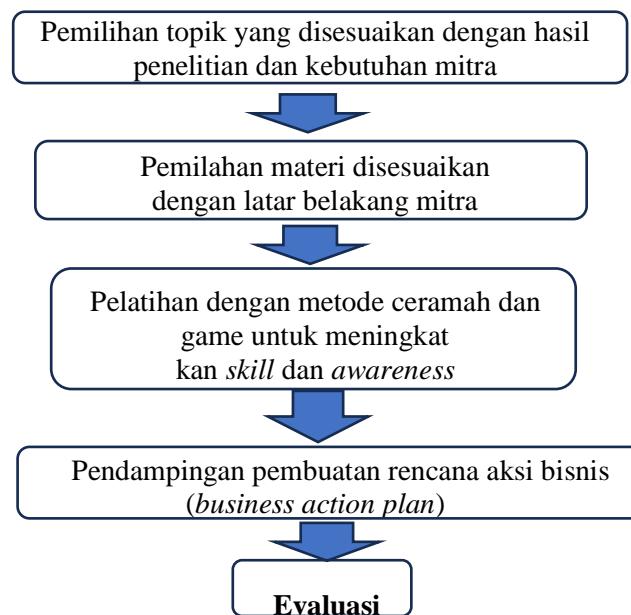 Pemilihan topik yang disesuaikan dengan hasil
penelitian dan kebutuhan mitra
Pemilahan materi disesuaikan
dengan latar belakang mitra
Pelatihan dengan metode ceramah dan
game untuk meningkat
kan skill dan awareness
Pendampingan pembuatan rencana aksi bisnis
(business action plan)
Evaluasi